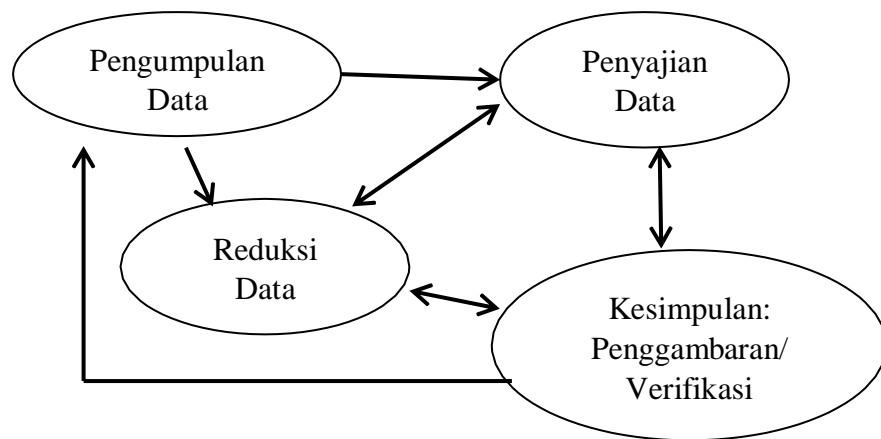 Pengumpulan
Data
Penyajian
Data
Reduksi
Data
Kesimpulan:
Penggambaran/
Verifikasi